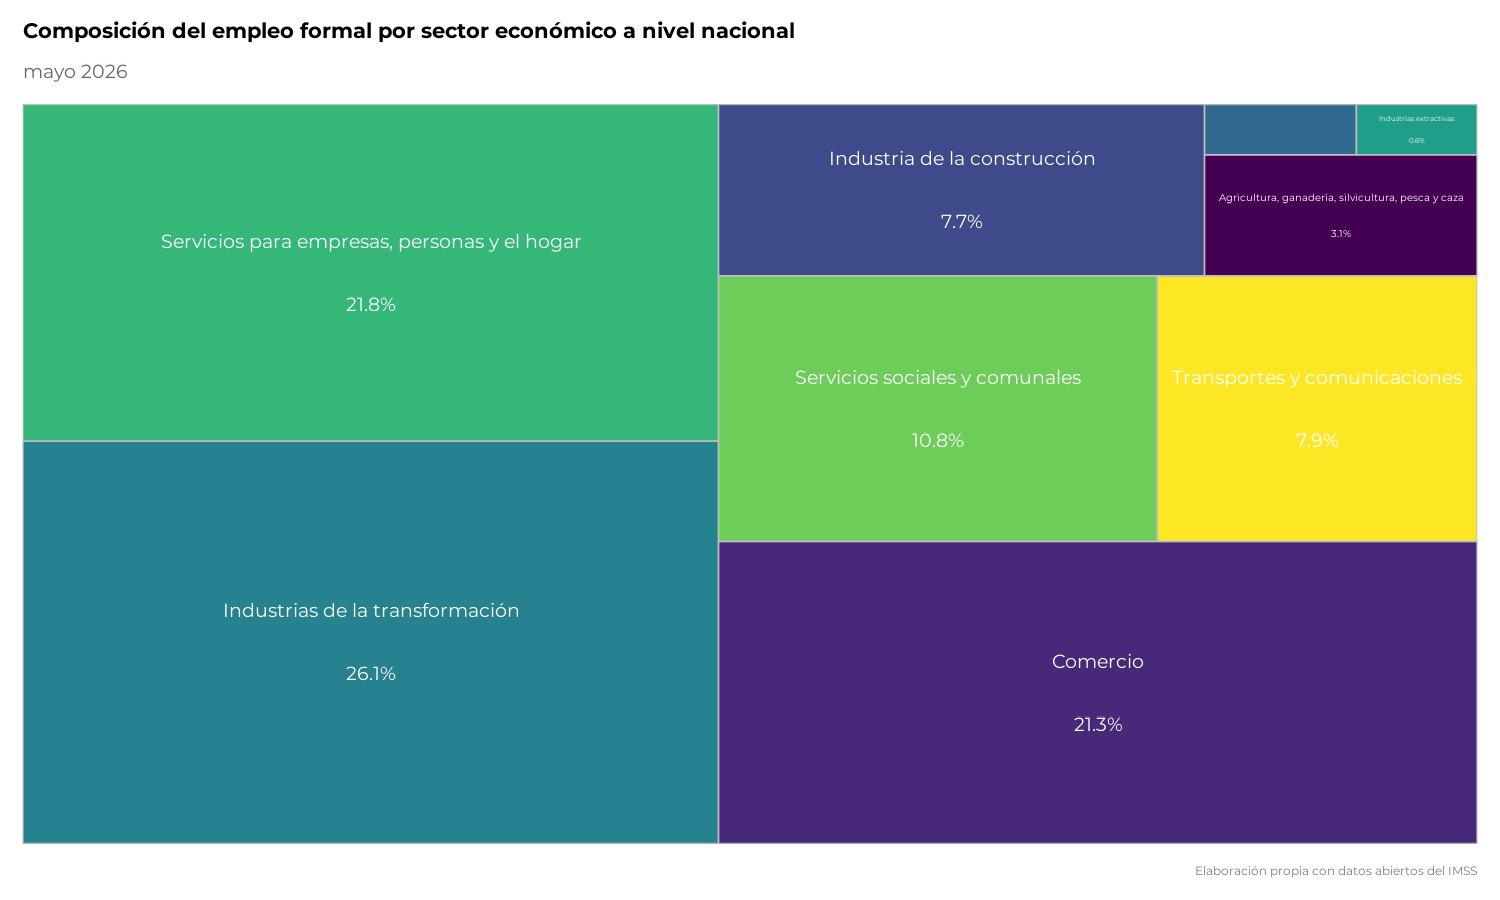 Composición del empleo formal por sector económico a nivel nacional
mayo 2026
Servicios para empresas, personas y el hogar
21.8%
Industrias de la transformación
26.1%
Industria de la construcción
7.7%
Industrias extractivas
0.6%
Agricultura, ganadería, silvicultura, pesca y caza
3.1%
Servicios sociales y comunales
10.8%
Transportes y comunicaciones
7.9%
Comercio
21.3%
Elaboración propia con datos abiertos del IMSS